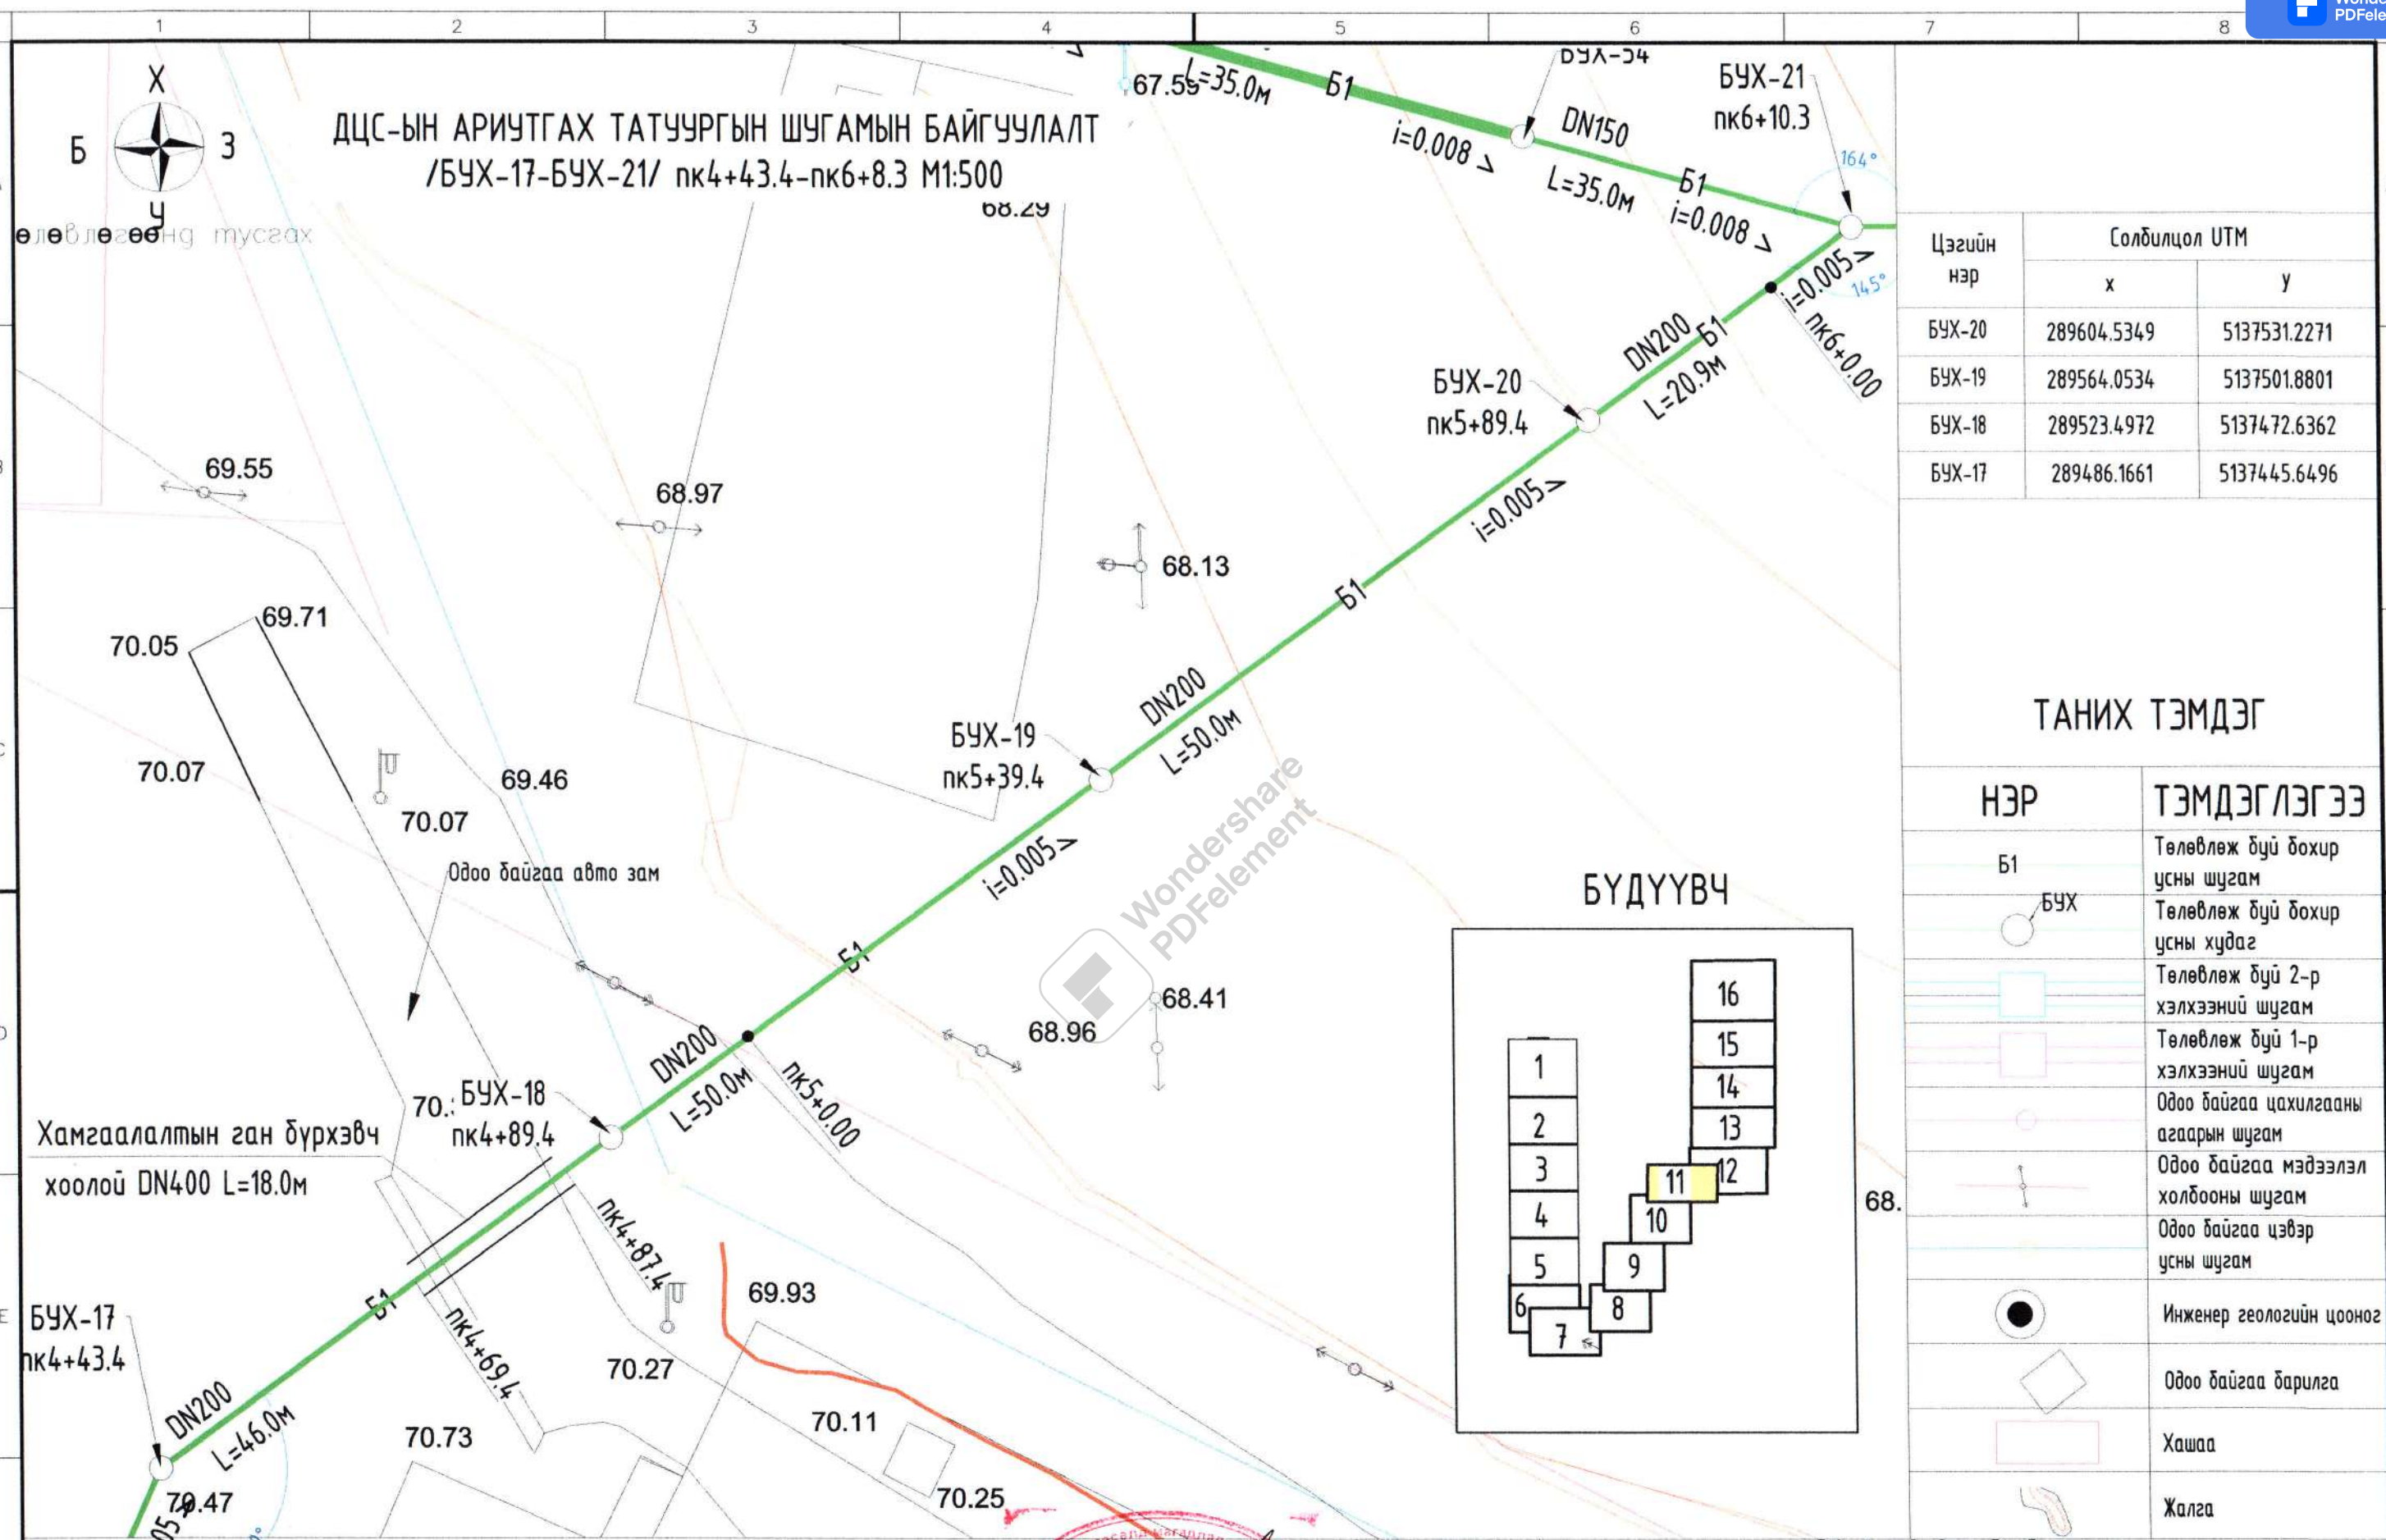 1 2 3 4 5 6 7 8
PDFele
X
Б З
У
ДЦС-ЫН АРИУТГАХ ТАТУУРГЫН ШУГАМЫН БАЙГУУЛАЛТ
/БУХ-17-БУХ-21/ пк4+43.4-пк6+8.3 М1:500
тусгах
68.29
67.55
L=35.0м
Б1
i=0.008
DN150
L=35.0м
Б1
i=0.008
БУХ-21
пк6+10.3
164°
145°
i=0.005
пк6+0.00
DN200
Б1
L=20.9м
БУХ-20
пк5+89.4
i=0.005
Б1
DN200
L=50.0м
БУХ-19
пк5+39.4
i=0.005
Б1
DN200
L=50.0м
пк5+0.00
БУХ-18
пк4+89.4
пк4+87.4
Хамгаалалтын ган бүрхэвч
хоолой DN400 L=18.0м
Б1
пк4+69.4
БУХ-17
пк4+43.4
DN200
L=46.0м
70.47
69.55
68.97
68.13
69.71
70.05
70.07
70.07
69.46
Одоо байгаа авто зам
68.41
68.96
69.93
70.27
70.11
70.73
70.25
68.
Wondershare
PDFelement
Цэгийн нэр
Солбилцол UTM
x y
БУХ-20 289604.5349 5137531.2271
БУХ-19 289564.0534 5137501.8801
БУХ-18 289523.4972 5137472.6362
БУХ-17 289486.1661 5137445.6496
БҮДҮҮВЧ
16
15
14
13
12
11
10
9
8
7
1
2
3
4
5
6
ТАНИХ ТЭМДЭГ
НЭР ТЭМДЭГЛЭГЭЭ
Б1 Төлөвлөж буй бохир
усны шугам
БУХ Төлөвлөж буй бохир
усны худаг
Төлөвлөж буй 2-р
хэлхээний шугам
Төлөвлөж буй 1-р
хэлхээний шугам
Одоо байгаа цахилгааны
агаарын шугам
Одоо байгаа мэдээлэл
холбооны шугам
Одоо байгаа цэвэр
усны шугам
Инженер геологийн цооног
Одоо байгаа барилга
Хашаа
Жалга